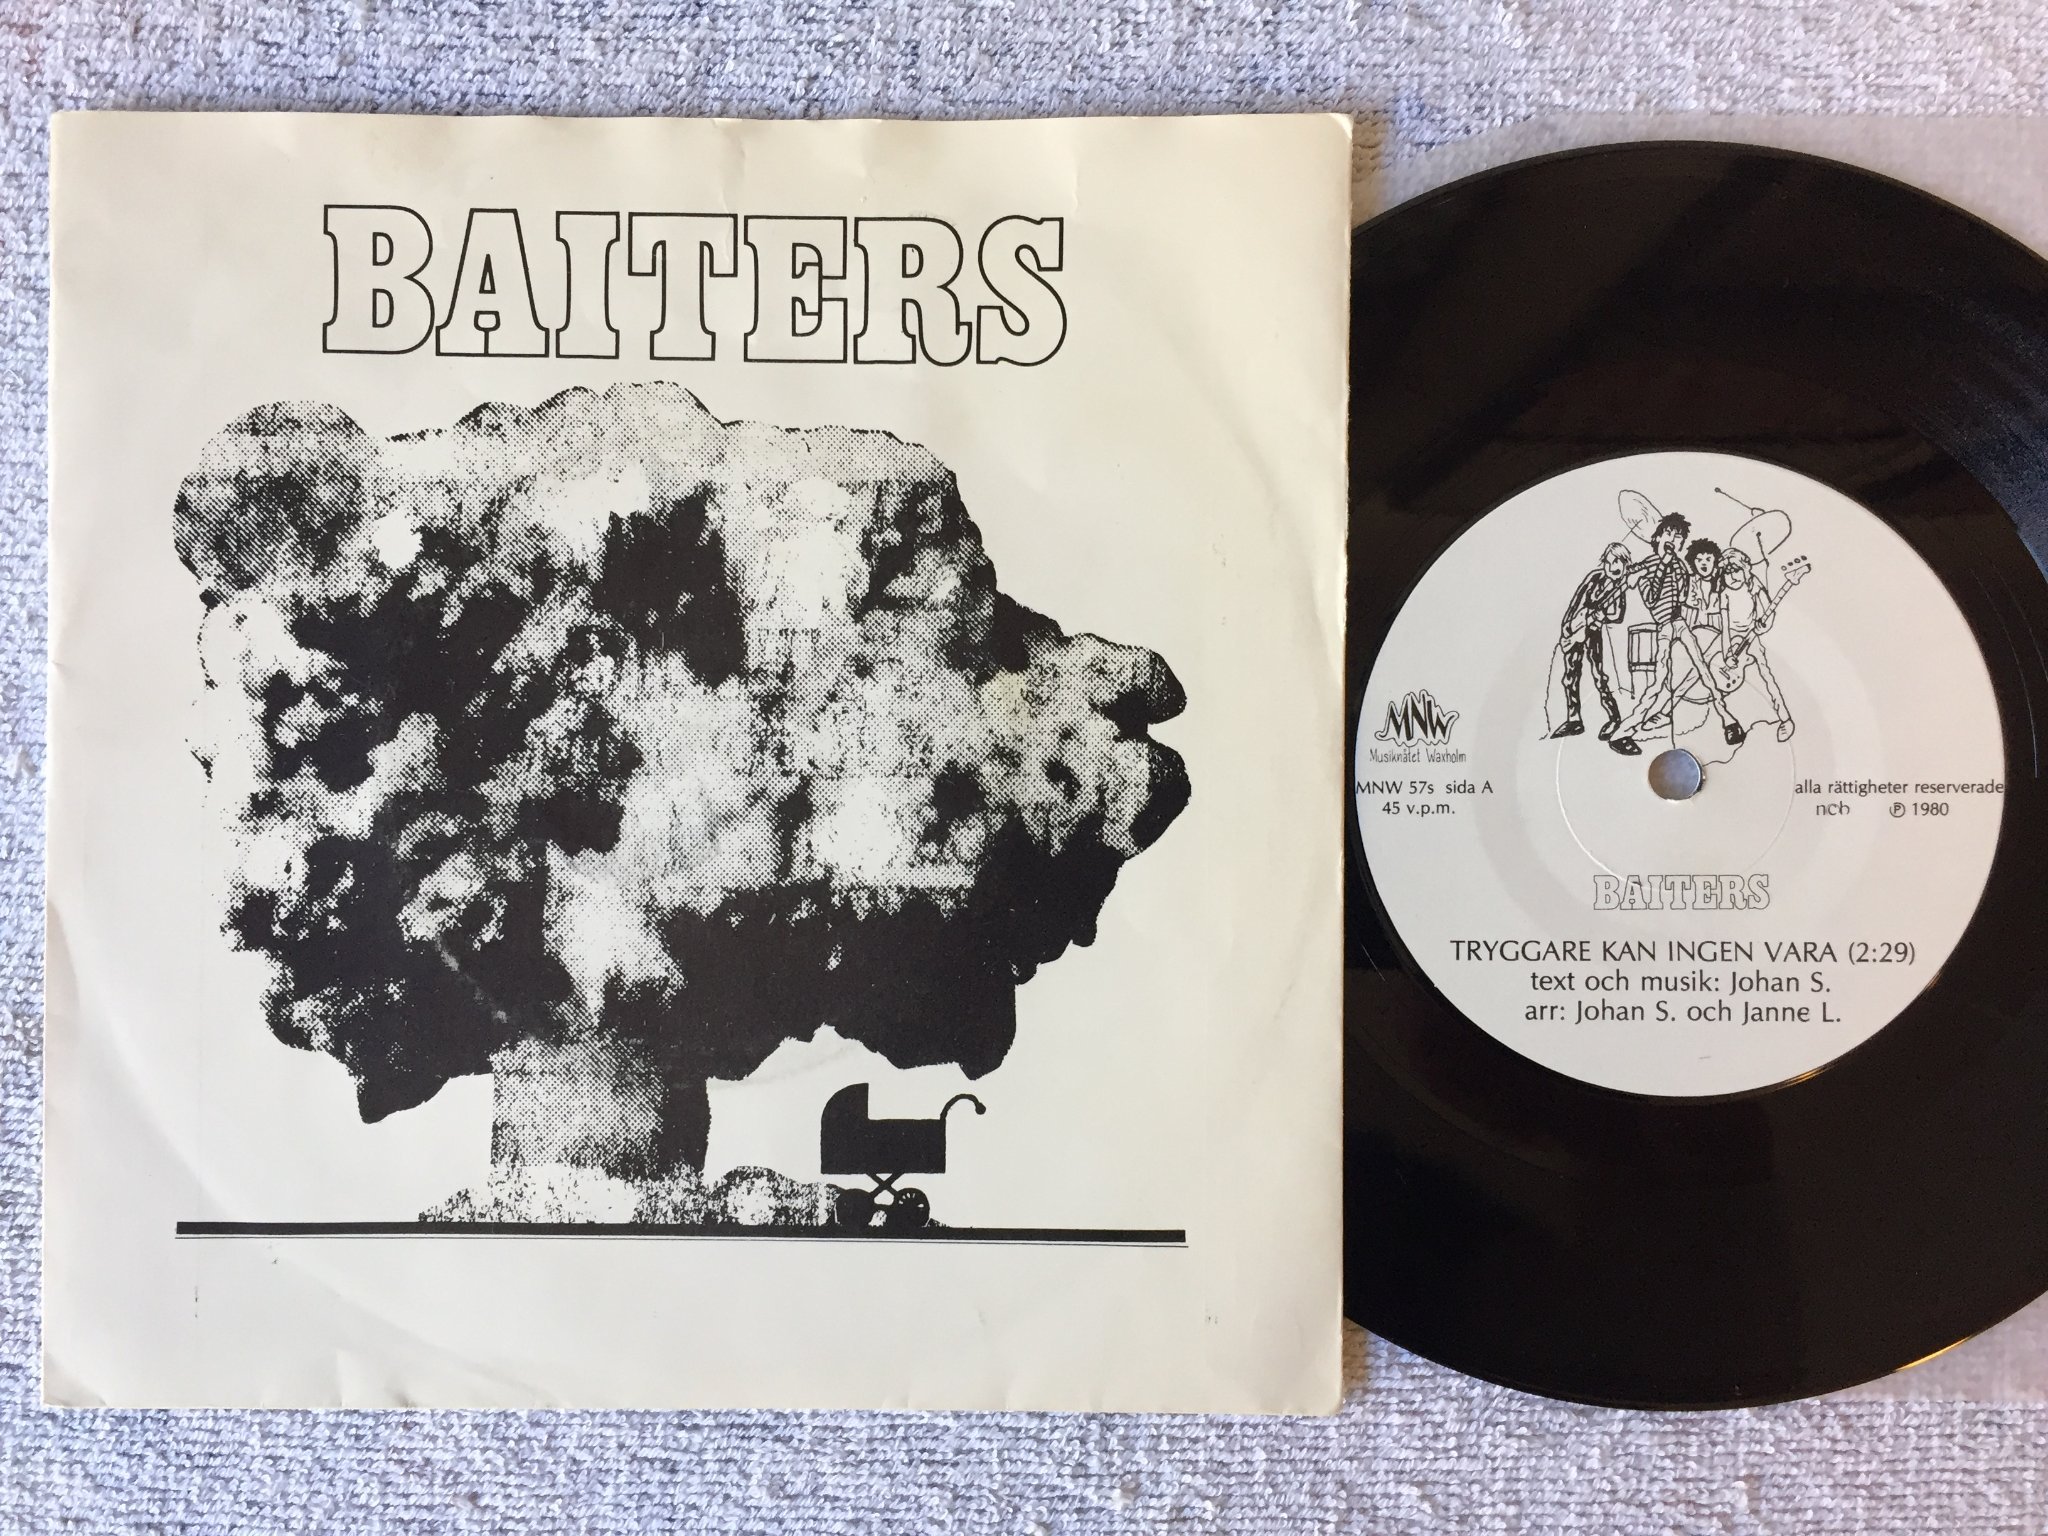 BAITERS
MNW
Musiknätet Waxholm
MNW 57s sida A
45 v.p.m.
alla rättigheter reserverade
ncb ℗ 1980
BAITERS
TRYGGARE KAN INGEN VARA (2:29)
text och musik: Johan S.
arr: Johan S. och Janne L.